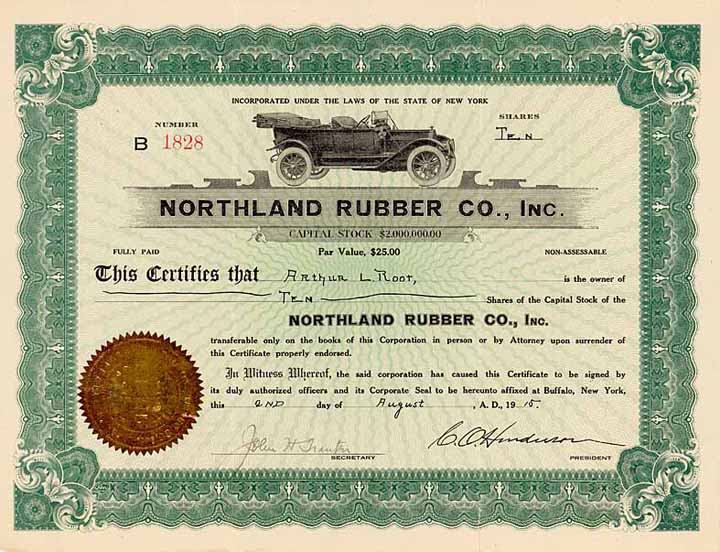 INCORPORATED UNDER THE LAWS OF THE STATE OF NEW YORK
NUMBER
B 1828
SHARES
Ten
NORTHLAND RUBBER CO., INC.
CAPITAL STOCK $2,000,000.00
FULLY PAID
Par Value, $25.00
NON-ASSESSABLE
This Certifies that Arthur L. Root, is the owner of
Ten Shares of the Capital Stock of the
NORTHLAND RUBBER CO., INC.
transferable only on the books of this Corporation in person or by Attorney upon surrender of
this Certificate properly endorsed.
In Witness Whereof, the said corporation has caused this Certificate to be signed by
its duly authorized officers and its Corporate Seal to be hereunto affixed at Buffalo, New York,
this 2ND day of August, A. D., 1915.
John H
C.O. Henderson
SECRETARY
PRESIDENT